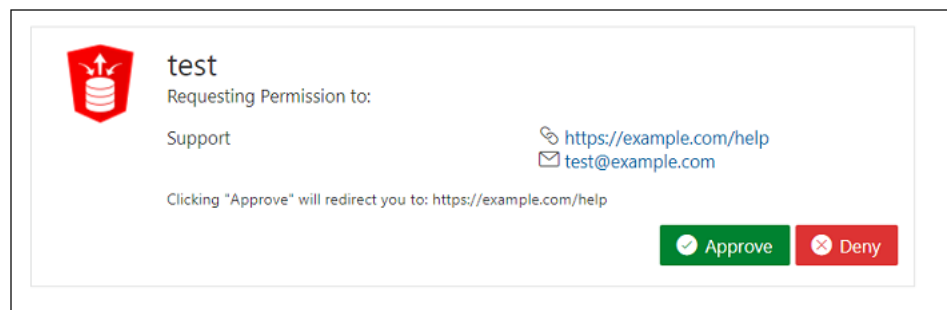 test
Requesting Permission to:
Support
https://example.com/help
test@example.com
Clicking "Approve" will redirect you to: https://example.com/help
Approve
Deny